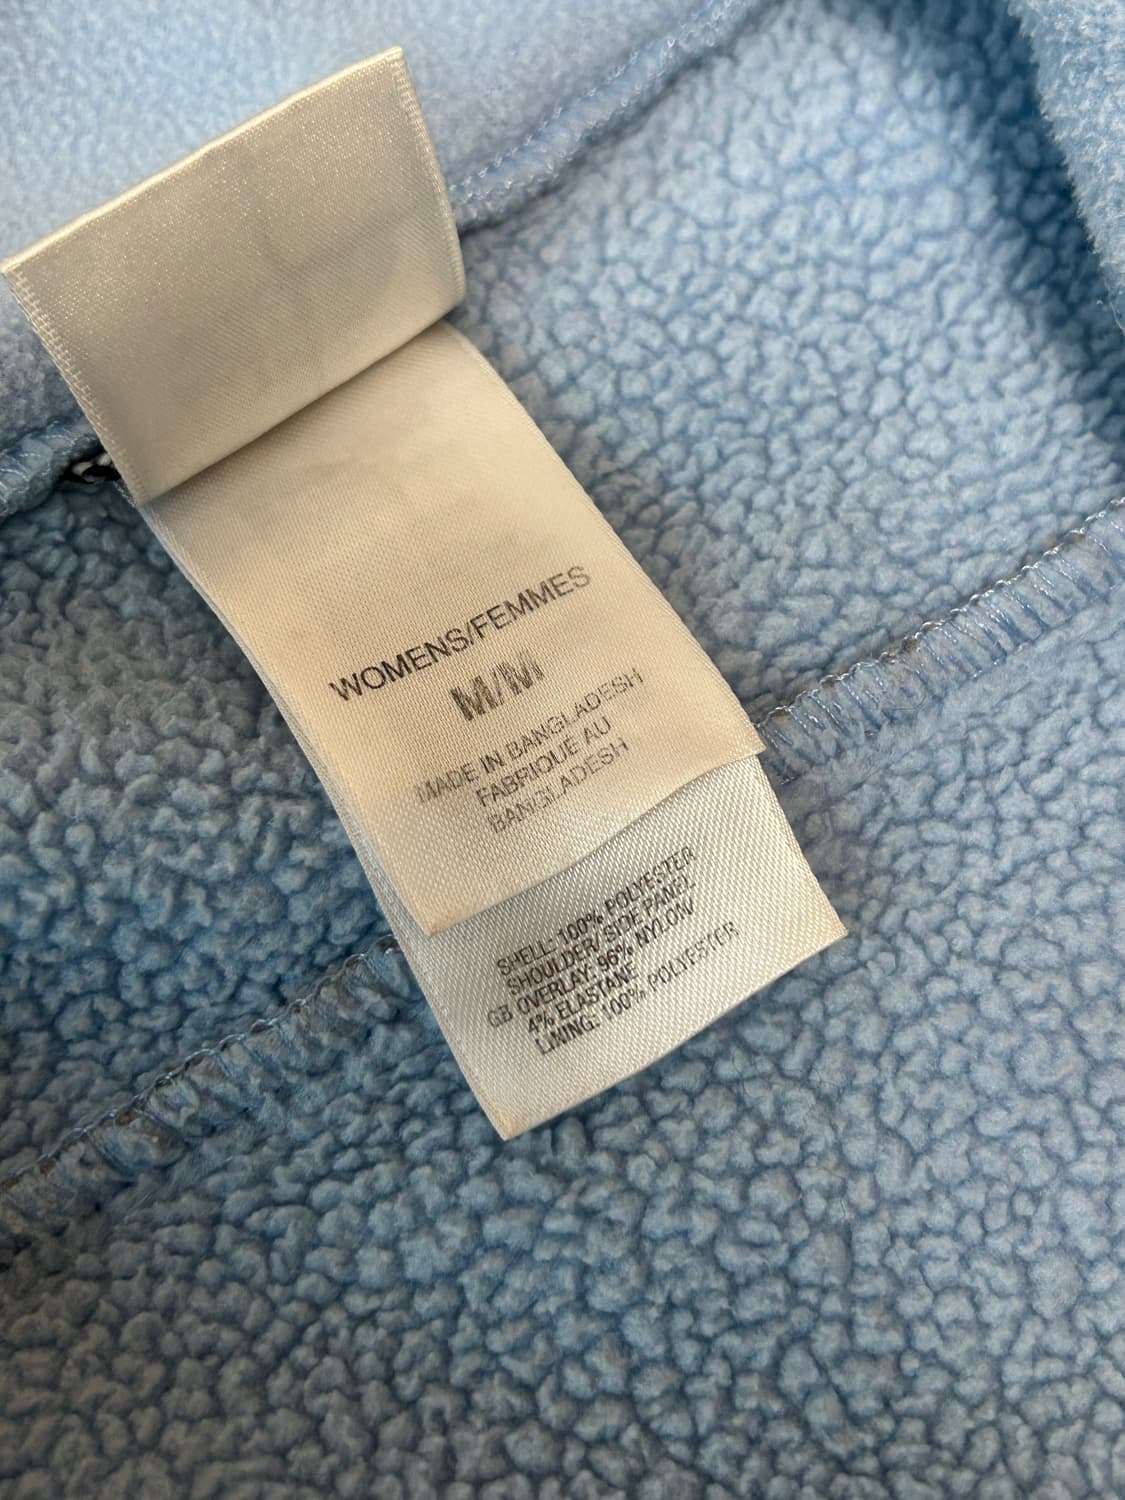 WOMENS/FEMMES
M/M
MADE IN BANGLADESH
FABRIQUE AU
BANGLADESH
SHELL: 100% POLYESTER
SHOULDER/ SIDE PANEL
GB OVERLAY: 96% NYLON/
4% ELASTANE
LINING: 100% POLYESTER